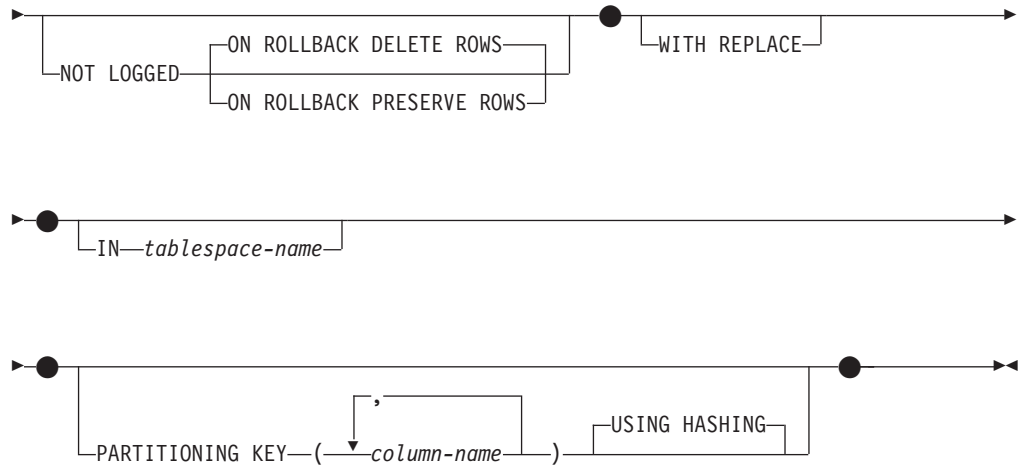 ON ROLLBACK DELETE ROWS
WITH REPLACE
NOT LOGGED
ON ROLLBACK PRESERVE ROWS
IN tablespace-name
,
USING HASHING
PARTITIONING KEY ( column-name )